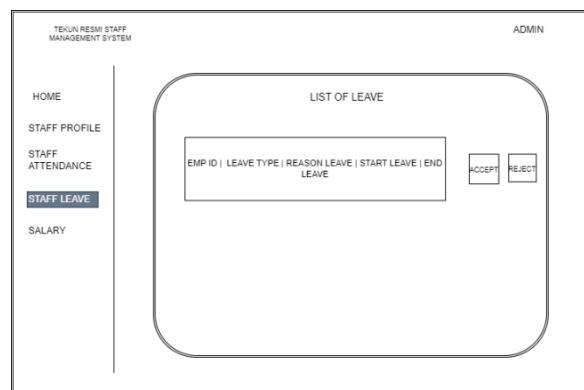 TEKUN RESMI STAFF
MANAGEMENT SYSTEM
ADMIN
HOME
STAFF PROFILE
STAFF
ATTENDANCE
STAFF LEAVE
SALARY
LIST OF LEAVE
EMP ID | LEAVE TYPE | REASON LEAVE | START LEAVE | END
LEAVE
ACCEPT
REJECT